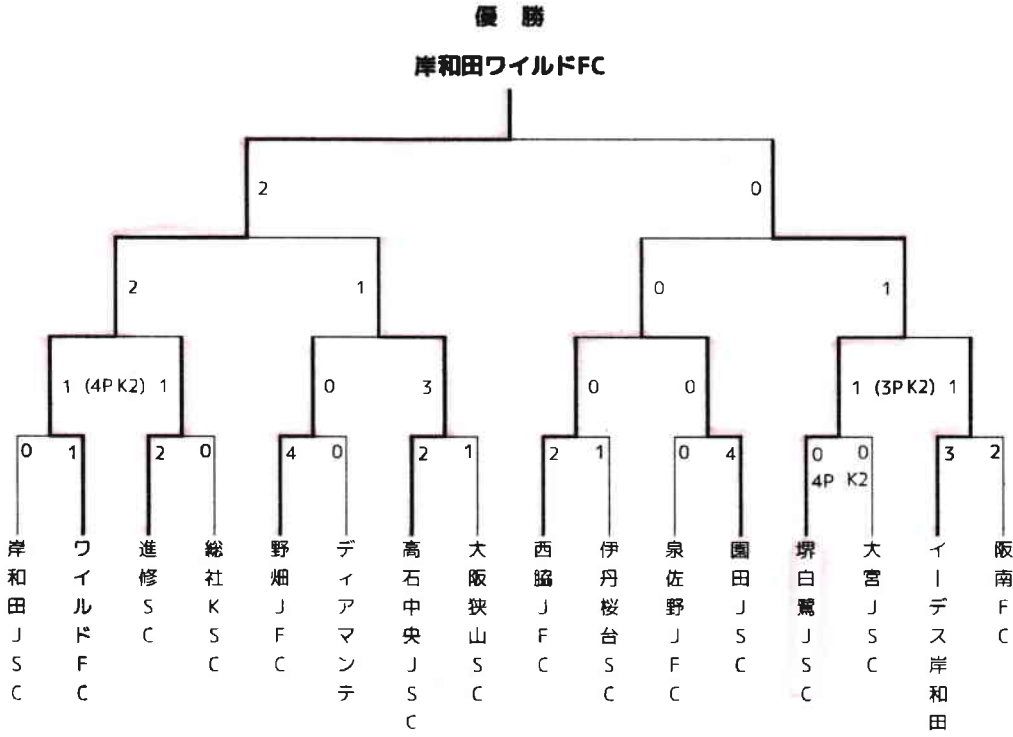 優 勝
岸和田ワイルドFC
2 0
2 1 0 1
1 (4PK2) 1 0 3 0 0 1 (3PK2) 1
0 1 2 0 4 0 2 1 2 1 0 4 0 0 3 2
4P K2
岸和田JSC
ワイルドFC
進修SC
総社KSC
野畑JFC
ディアマンテ
高石中央JSC
大阪狭山SC
西脇JFC
伊丹桜台SC
泉佐野JFC
園田JSC
堺白鷺JSC
大宮JSC
イーデス岸和田
阪南FC